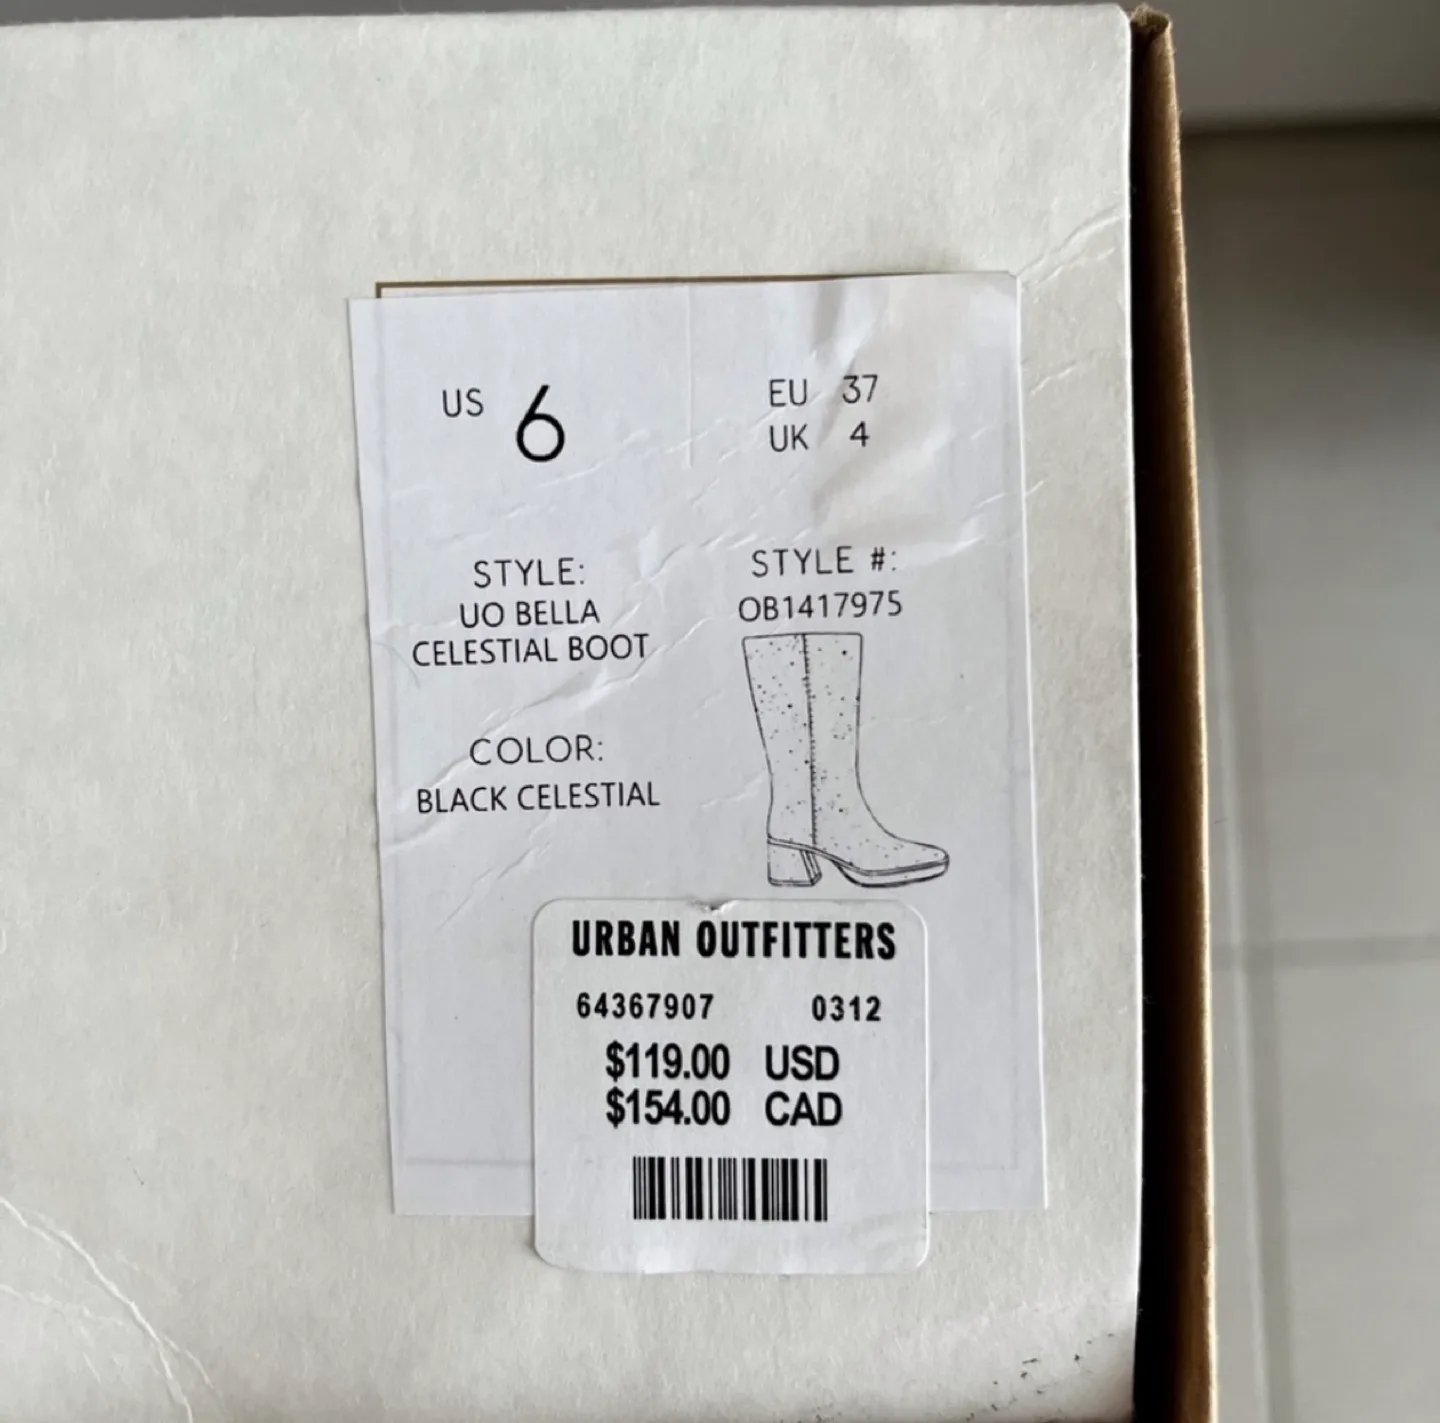 US 6
EU 37
UK 4
STYLE:
UO BELLA
CELESTIAL BOOT
STYLE #:
OB1417975
COLOR:
BLACK CELESTIAL
URBAN OUTFITTERS
64367907 0312
$119.00 USD
$154.00 CAD